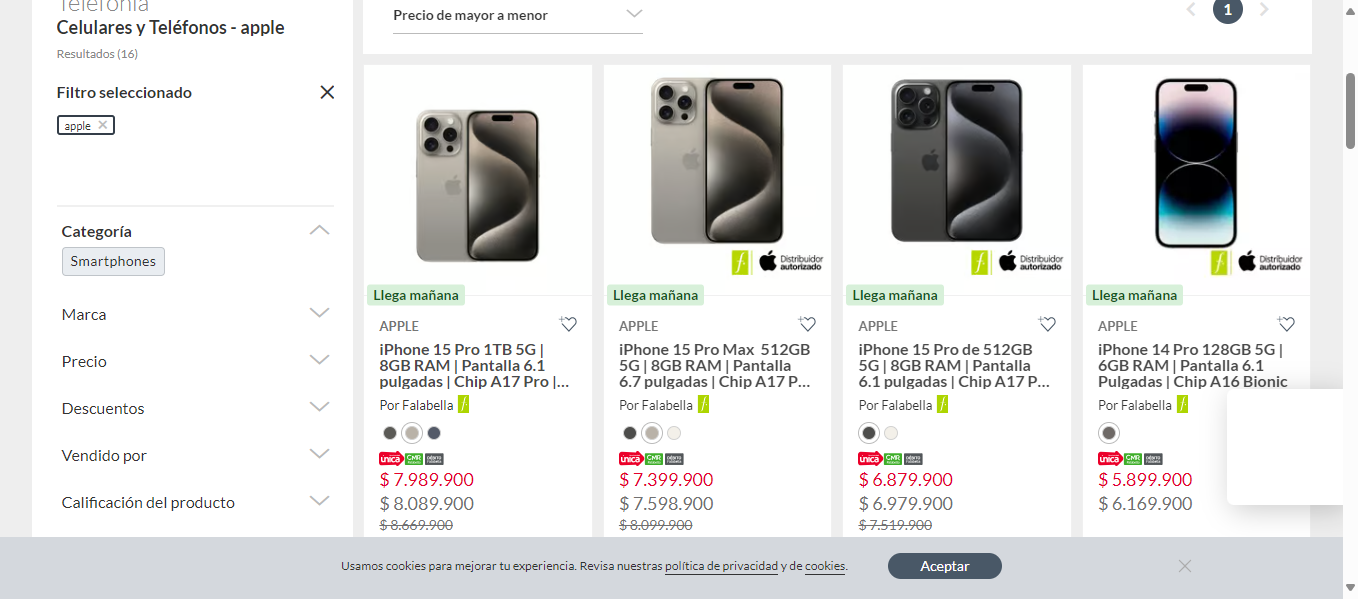 Telefonía
Celulares y Teléfonos - apple
Resultados (16)
Filtro seleccionado
apple
Categoría
Smartphones
Marca
Precio
Descuentos
Vendido por
Calificación del producto
Precio de mayor a menor
1
Llega mañana
APPLE
iPhone 15 Pro 1TB 5G |
8GB RAM | Pantalla 6.1
pulgadas | Chip A17 Pro |...
Por Falabella
unica CMR
$ 7.989.900
$ 8.089.900
$ 8.669.900
f. Distribuidor
autorizado
Llega mañana
APPLE
iPhone 15 Pro Max 512GB
5G | 8GB RAM | Pantalla
6.7 pulgadas | Chip A17 P...
Por Falabella
unica CMR
$ 7.399.900
$ 7.598.900
$ 8.099.900
f. Distribuidor
autorizado
Llega mañana
APPLE
iPhone 15 Pro de 512GB
5G | 8GB RAM | Pantalla
6.1 pulgadas | Chip A17 P...
Por Falabella
unica CMR
$ 6.879.900
$ 6.979.900
$ 7.519.900
f. Distribuidor
autorizado
Llega mañana
APPLE
iPhone 14 Pro 128GB 5G |
6GB RAM | Pantalla 6.1
Pulgadas | Chip A16 Bionic
Por Falabella
unica CMR
$ 5.899.900
$ 6.169.900
Usamos cookies para mejorar tu experiencia. Revisa nuestras política de privacidad y de cookies.
Aceptar